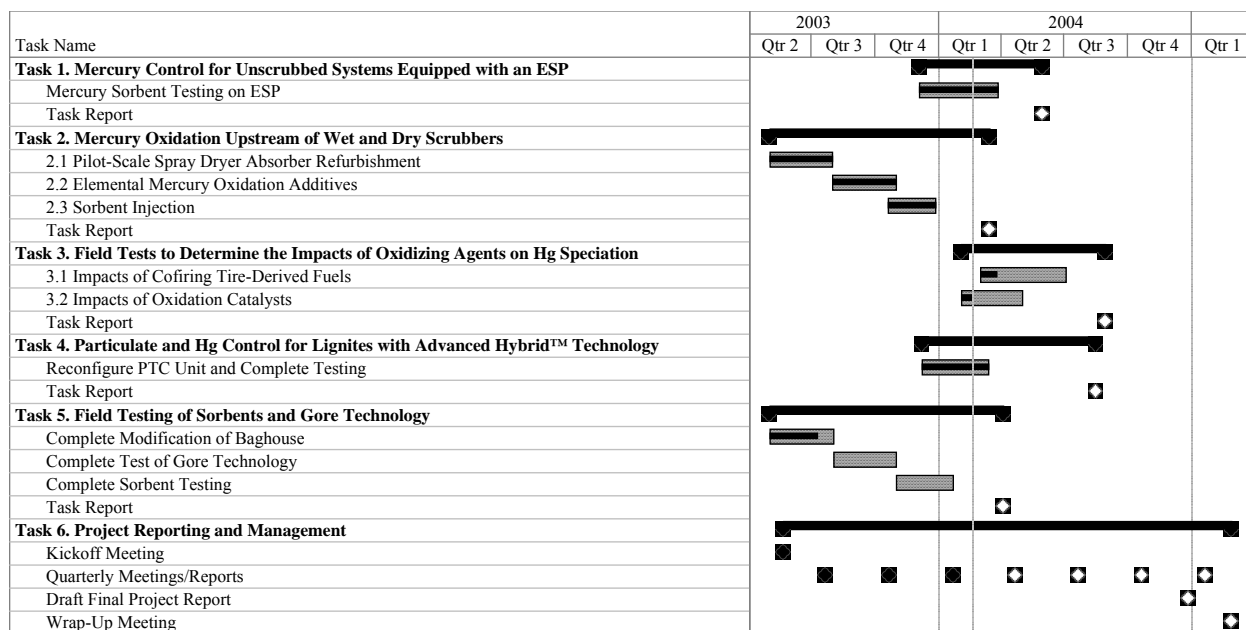 2003 2004
Task Name Qtr 2 Qtr 3 Qtr 4 Qtr 1 Qtr 2 Qtr 3 Qtr 4 Qtr 1
Task 1. Mercury Control for Unscrubbed Systems Equipped with an ESP
Mercury Sorbent Testing on ESP
Task Report
Task 2. Mercury Oxidation Upstream of Wet and Dry Scrubbers
2.1 Pilot-Scale Spray Dryer Absorber Refurbishment
2.2 Elemental Mercury Oxidation Additives
2.3 Sorbent Injection
Task Report
Task 3. Field Tests to Determine the Impacts of Oxidizing Agents on Hg Speciation
3.1 Impacts of Cofiring Tire-Derived Fuels
3.2 Impacts of Oxidation Catalysts
Task Report
Task 4. Particulate and Hg Control for Lignites with Advanced Hybrid™ Technology
Reconfigure PTC Unit and Complete Testing
Task Report
Task 5. Field Testing of Sorbents and Gore Technology
Complete Modification of Baghouse
Complete Test of Gore Technology
Complete Sorbent Testing
Task Report
Task 6. Project Reporting and Management
Kickoff Meeting
Quarterly Meetings/Reports
Draft Final Project Report
Wrap-Up Meeting